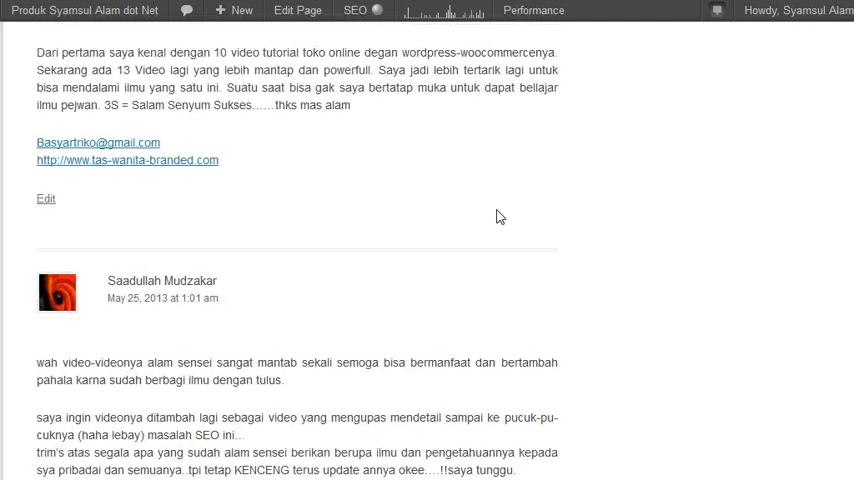 Produk Syamsul Alam dot Net New Edit Page SEO Performance Howdy, Syamsul Alam
Dari pertama saya kenal dengan 10 video tutorial toko online degan wordpress-woocommercenya.
Sekarang ada 13 Video lagi yang lebih mantap dan powerfull. Saya jadi lebih tertarik lagi untuk
bisa mendalami ilmu yang satu ini. Suatu saat bisa gak saya bertatap muka untuk dapat bellajar
ilmu pejwan. 3S = Salam Senyum Sukses……thks mas alam
Basyartriko@gmail.com
http://www.tas-wanita-branded.com
Edit
Saadullah Mudzakar
May 25, 2013 at 1:01 am
wah video-videonya alam sensei sangat mantab sekali semoga bisa bermanfaat dan bertambah
pahala karna sudah berbagi ilmu dengan tulus.
saya ingin videonya ditambah lagi sebagai video yang mengupas mendetail sampai ke pucuk-pu-
cuknya (haha lebay) masalah SEO ini…
trim's atas segala apa yang sudah alam sensei berikan berupa ilmu dan pengetahuannya kepada
sya pribadai dan semuanya..tpi tetap KENCENG terus update annya okee….!!saya tunggu.